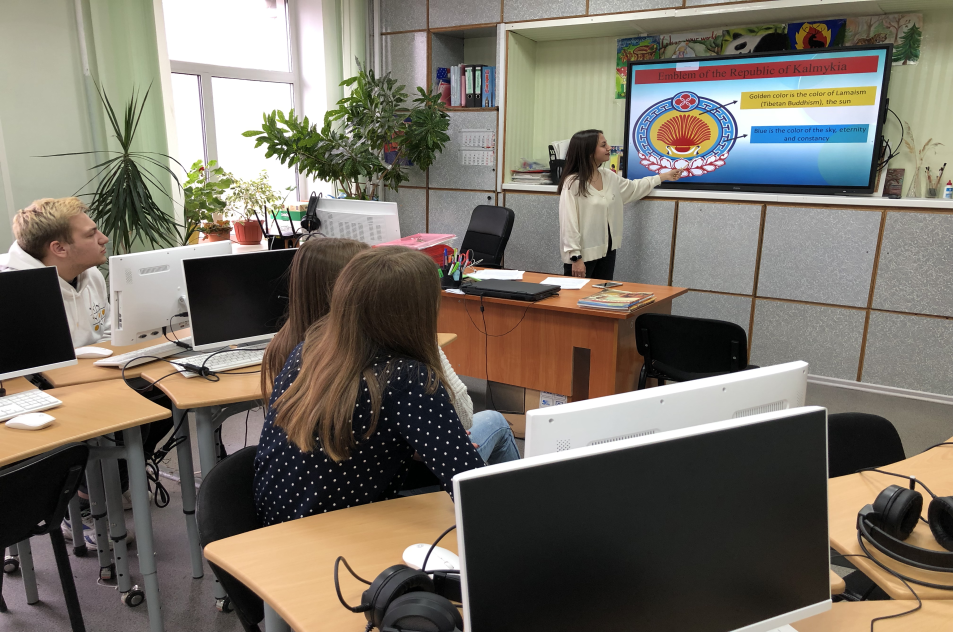 Emblem of the Republic of Kalmykia
Golden color is the color of Lamaism
(Tibetan Buddhism), the sun
Blue is the color of the sky, eternity
and constancy